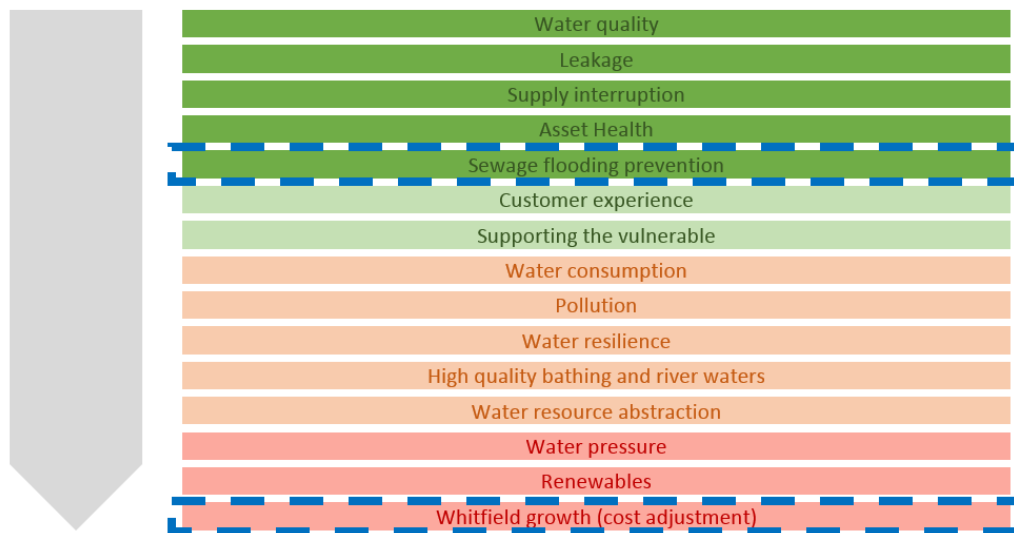 Water quality
Leakage
Supply interruption
Asset Health
Sewage flooding prevention
Customer experience
Supporting the vulnerable
Water consumption
Pollution
Water resilience
High quality bathing and river waters
Water resource abstraction
Water pressure
Renewables
Whitfield growth (cost adjustment)